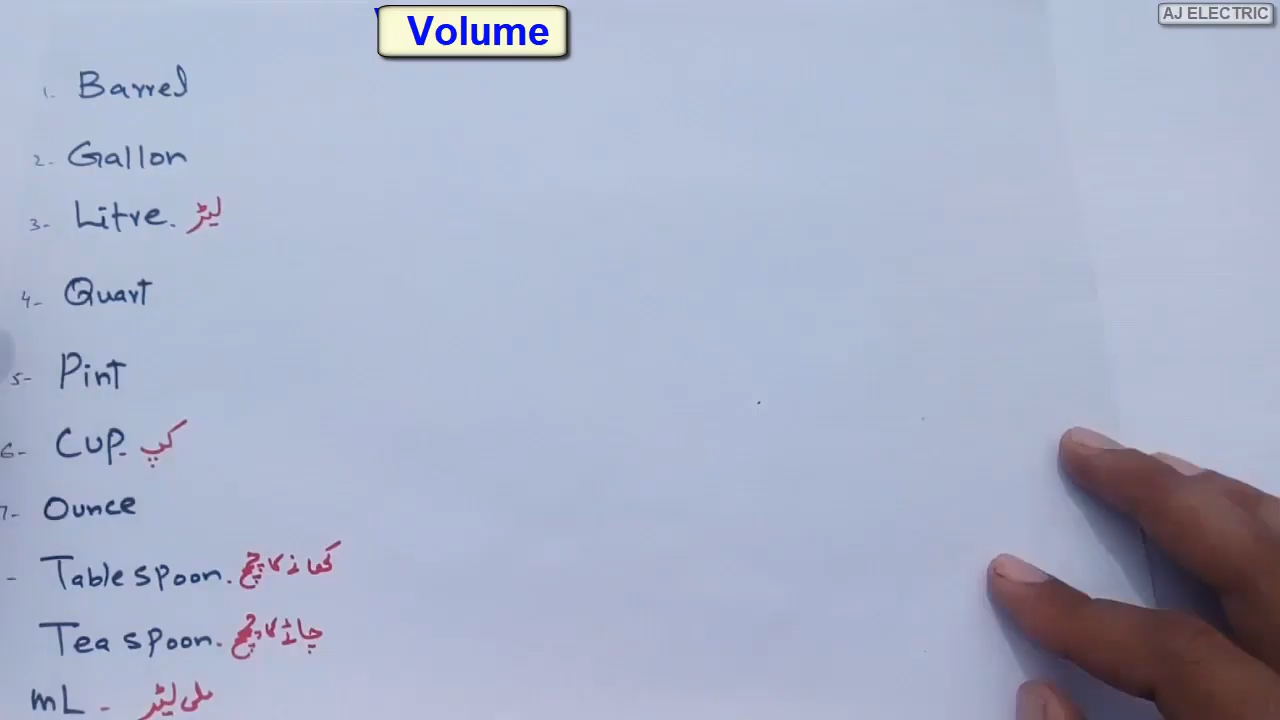 Volume
AJ ELECTRIC
1. Barrel
2- Gallon
3- Litre. لیڑ
4- Quart
5- Pint
6- Cup. کپ
7- Ounce
- Table spoon. کھانے کا چمچ
Tea spoon. چائے کا چمچ
mL - ملی لیٹر